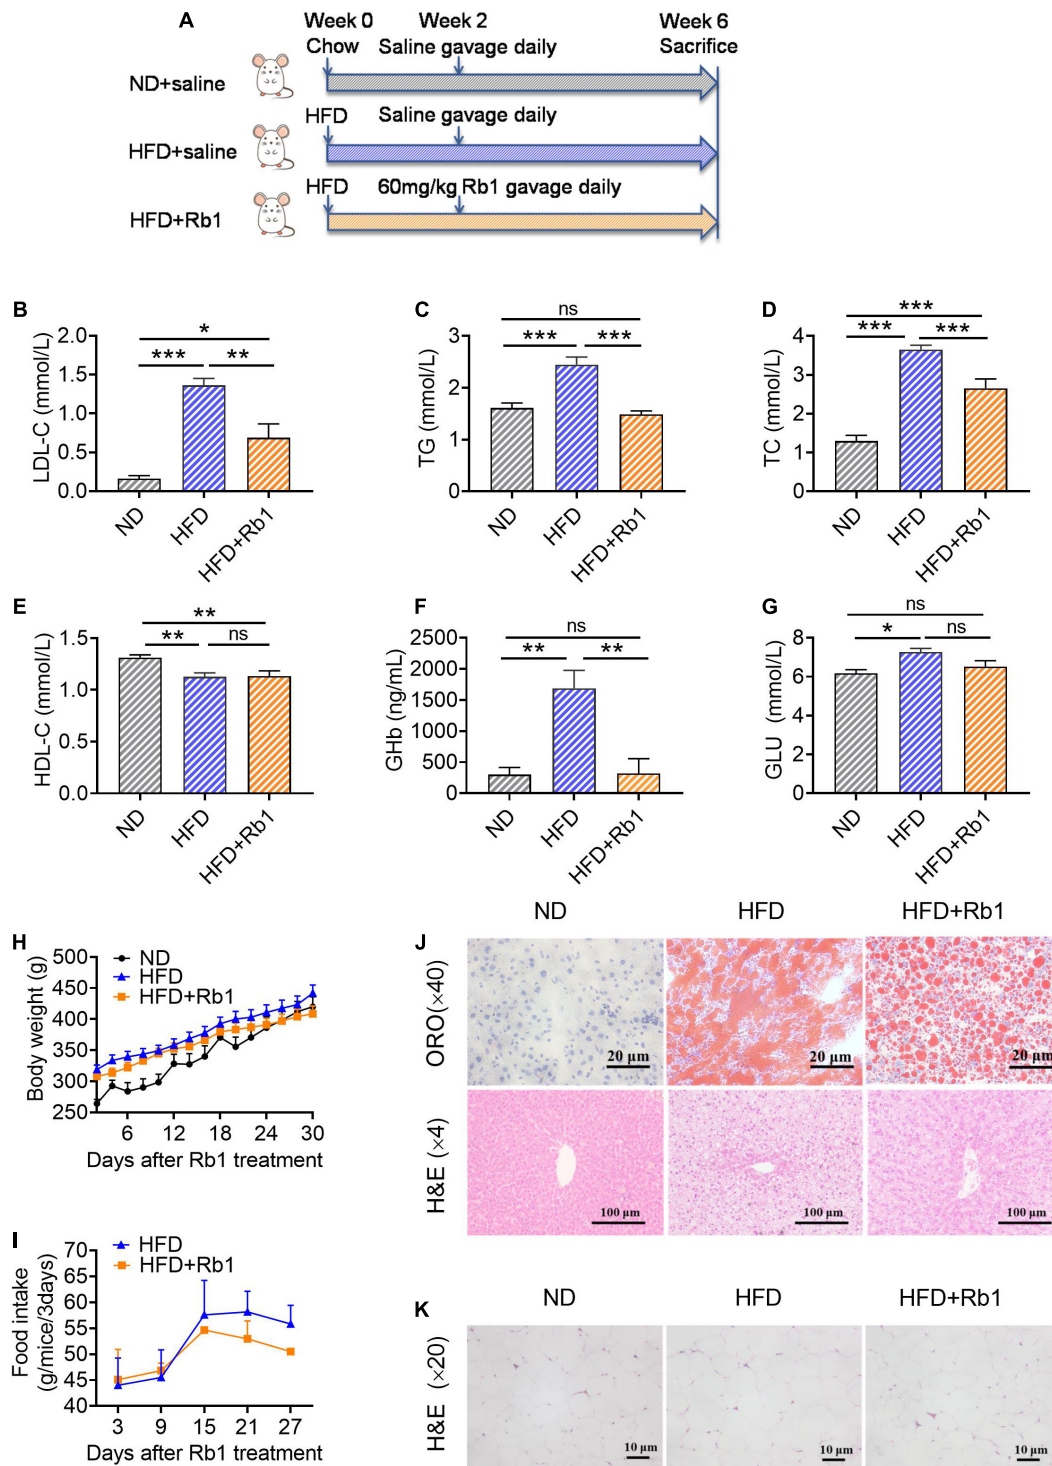 A
Week 0 Week 2 Week 6
Chow Saline gavage daily Sacrifice
ND+saline
HFD Saline gavage daily
HFD+saline
HFD 60mg/kg Rb1 gavage daily
HFD+Rb1
B
LDL-C (mmol/L)
2.0
1.5
1.0
0.5
0.0
*
*** **
ND HFD HFD+Rb1
C
TG (mmol/L)
3
2
1
0
ns
*** ***
ND HFD HFD+Rb1
D
TC (mmol/L)
4
3
2
1
0
***
*** ***
ND HFD HFD+Rb1
E
HDL-C (mmol/L)
1.5
1.0
0.5
0.0
**
** ns
ND HFD HFD+Rb1
F
GHb (ng/mL)
2500
2000
1500
1000
500
0
ns
** **
ND HFD HFD+Rb1
G
GLU (mmol/L)
8
6
4
2
0
ns
* ns
ND HFD HFD+Rb1
H
Body weight (g)
500
450
400
350
300
250
ND
HFD
HFD+Rb1
6 12 18 24 30
Days after Rb1 treatment
I
Food intake
(g/mice/3days)
70
65
60
55
50
45
40
HFD
HFD+Rb1
3 9 15 21 27
Days after Rb1 treatment
J
ND HFD HFD+Rb1
ORO(×40)
20 μm 20 μm 20 μm
H&E (×4)
100 μm 100 μm 100 μm
K
ND HFD HFD+Rb1
H&E (×20)
10 μm 10 μm 10 μm